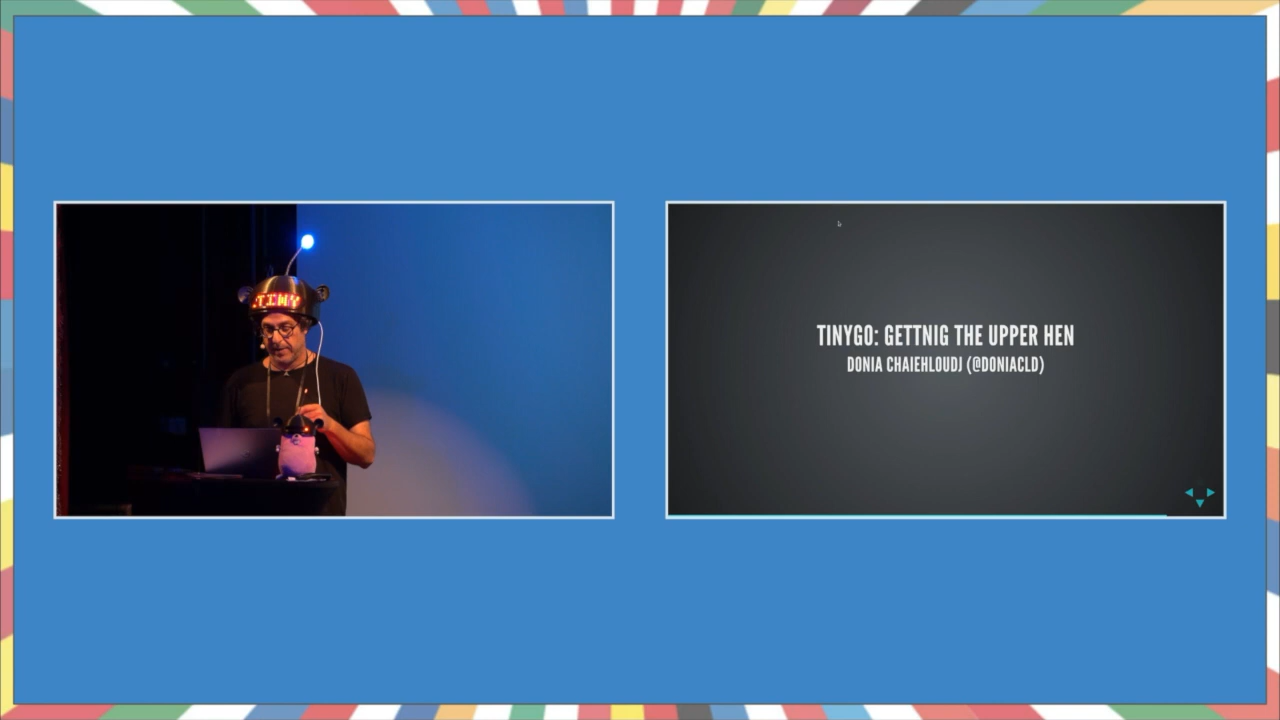 TINY
TINYGO: GETTNIG THE UPPER HEN
DONIA CHAIEHLOUDJ (@DONIACLD)